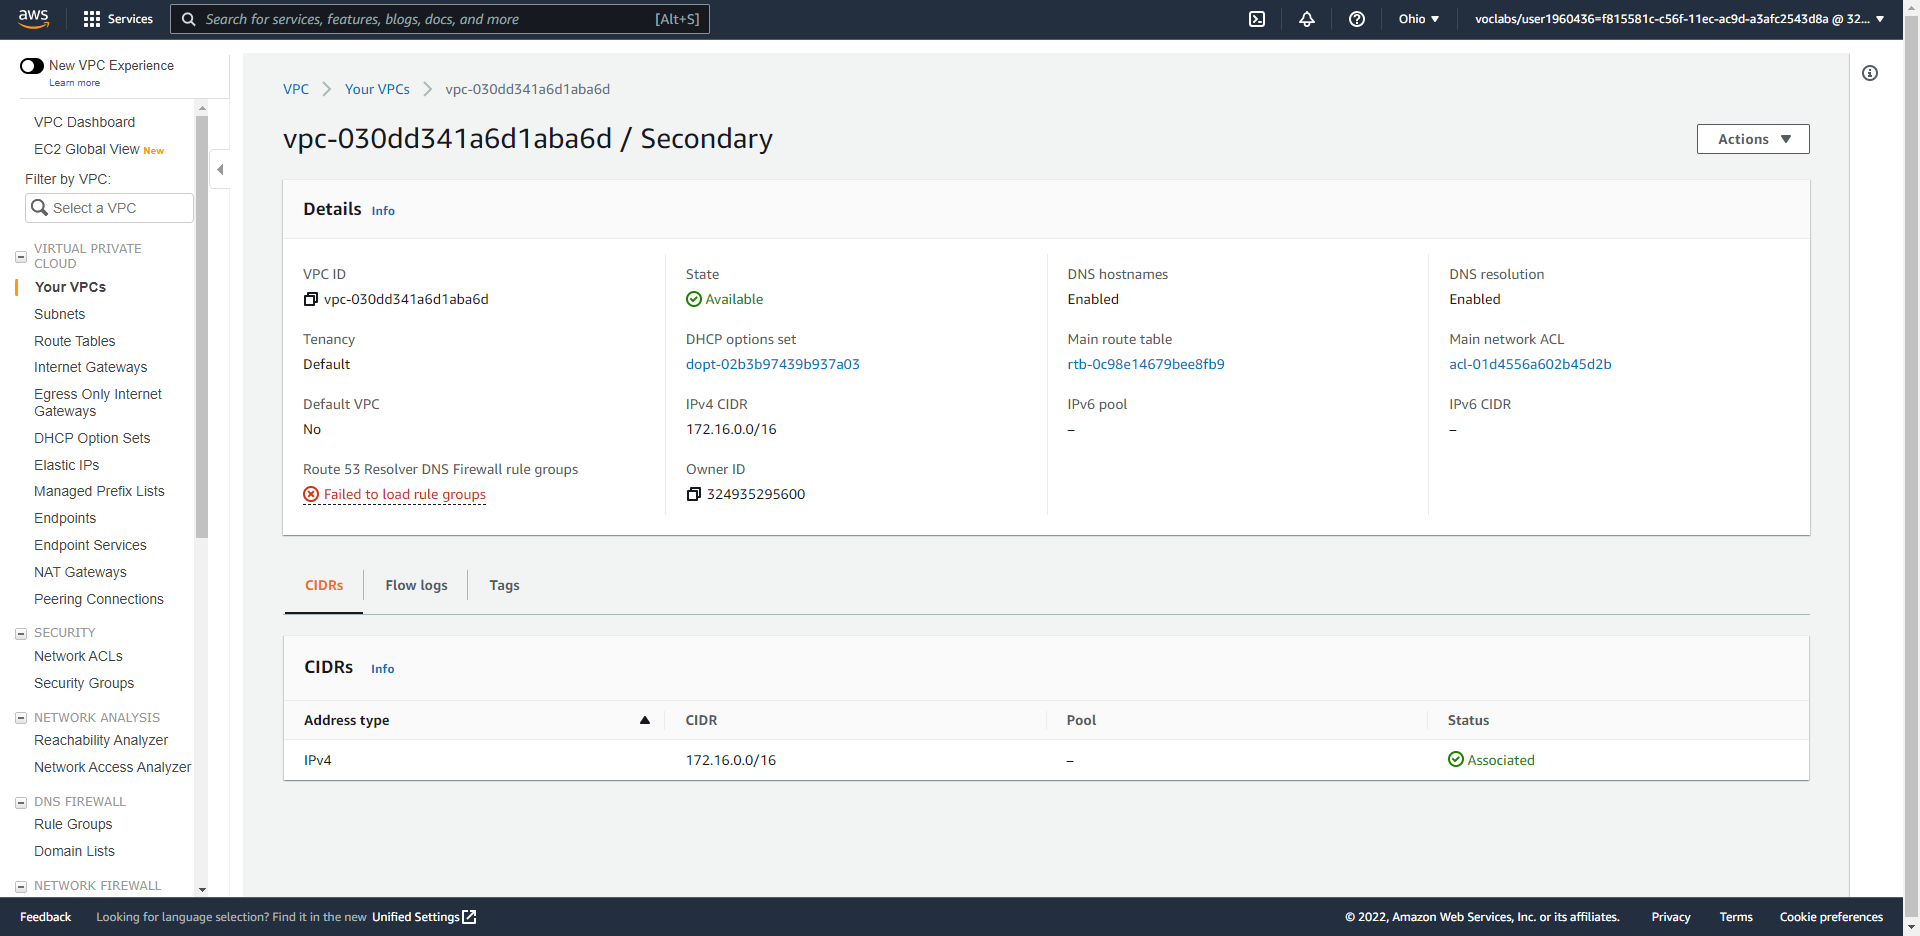 aws
Services
Search for services, features, blogs, docs, and more
[Alt+S]
Ohio
voclabs/user1960436=f815581c-c56f-11ec-ac9d-a3afc2543d8a @ 32...
New VPC Experience
Learn more
VPC Dashboard
EC2 Global View New
Filter by VPC:
Select a VPC
VIRTUAL PRIVATE
CLOUD
Your VPCs
Subnets
Route Tables
Internet Gateways
Egress Only Internet
Gateways
DHCP Option Sets
Elastic IPs
Managed Prefix Lists
Endpoints
Endpoint Services
NAT Gateways
Peering Connections
SECURITY
Network ACLs
Security Groups
NETWORK ANALYSIS
Reachability Analyzer
Network Access Analyzer
DNS FIREWALL
Rule Groups
Domain Lists
NETWORK FIREWALL
VPC
Your VPCs
vpc-030dd341a6d1aba6d
vpc-030dd341a6d1aba6d / Secondary
Actions
Details Info
VPC ID
vpc-030dd341a6d1aba6d
State
Available
DNS hostnames
Enabled
DNS resolution
Enabled
Tenancy
Default
DHCP options set
dopt-02b3b97439b937a03
Main route table
rtb-0c98e14679bee8fb9
Main network ACL
acl-01d4556a602b45d2b
Default VPC
No
IPv4 CIDR
172.16.0.0/16
IPv6 pool
–
IPv6 CIDR
–
Route 53 Resolver DNS Firewall rule groups
Failed to load rule groups
Owner ID
324935295600
CIDRs
Flow logs
Tags
CIDRs Info
Address type
CIDR
Pool
Status
IPv4
172.16.0.0/16
–
Associated
Feedback
Looking for language selection? Find it in the new Unified Settings
© 2022, Amazon Web Services, Inc. or its affiliates.
Privacy
Terms
Cookie preferences